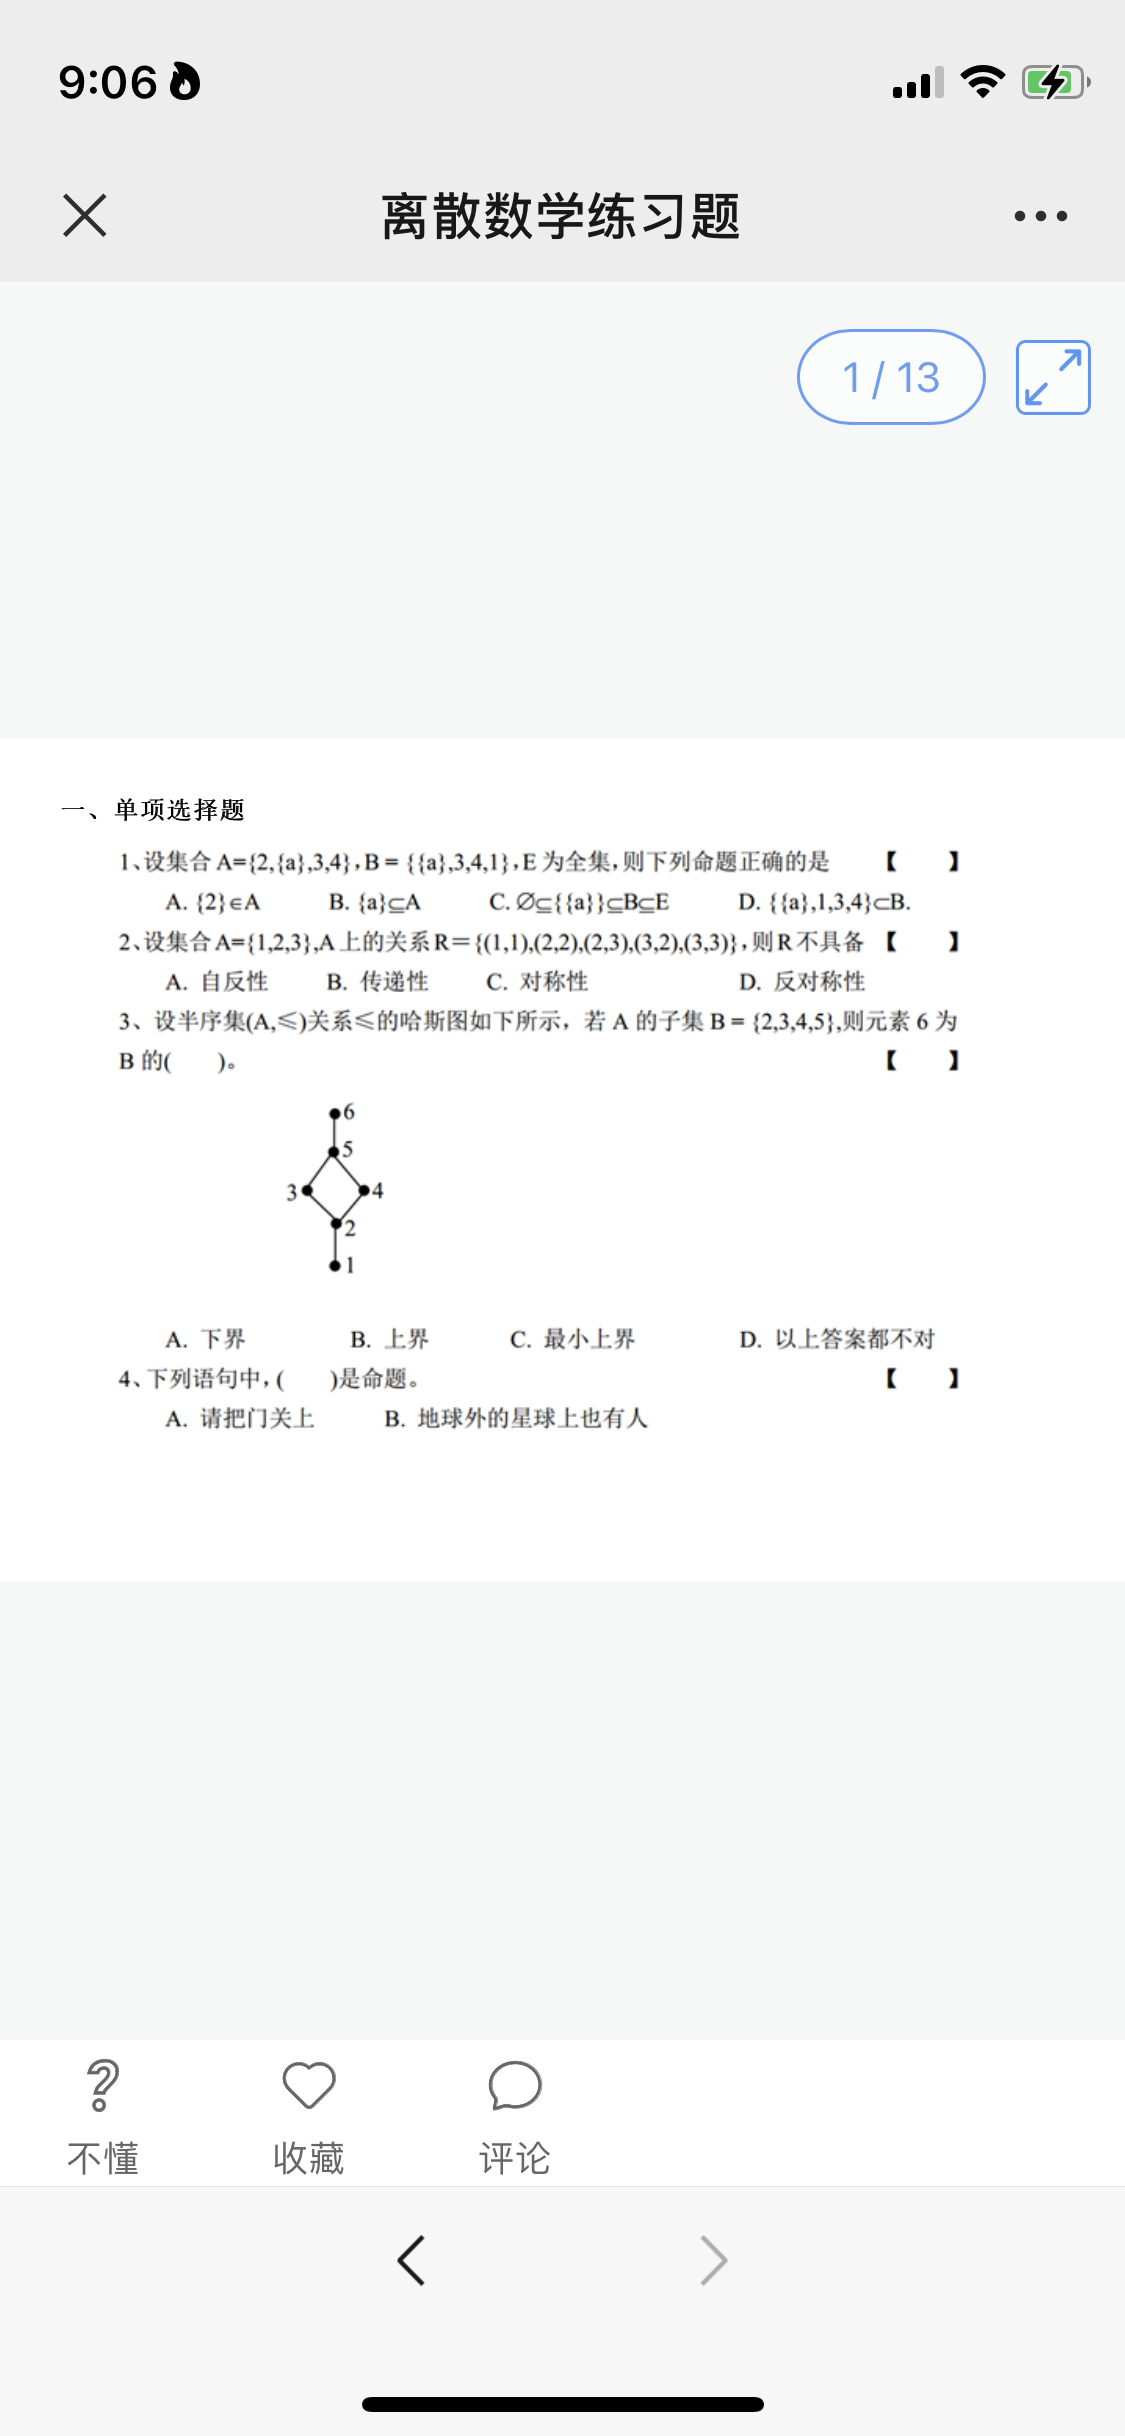 9:06
离散数学练习题
1 / 13
一、单项选择题
1、设集合 A={2,{a},3,4}，B = {{a},3,4,1}，E 为全集，则下列命题正确的是 【 】
A. {2}∈A B. {a}⊆A C. ∅⊆{{a}}⊆B⊆E D. {{a},1,3,4}⊂B.
2、设集合 A={1,2,3},A 上的关系 R＝{(1,1),(2,2),(2,3),(3,2),(3,3)}，则 R 不具备 【 】
A. 自反性 B. 传递性 C. 对称性 D. 反对称性
3、设半序集(A,≤)关系≤的哈斯图如下所示，若 A 的子集 B = {2,3,4,5},则元素 6 为
B 的( )。 【 】
6
5
3 4
2
1
A. 下界 B. 上界 C. 最小上界 D. 以上答案都不对
4、下列语句中，( )是命题。 【 】
A. 请把门关上 B. 地球外的星球上也有人
不懂 收藏 评论